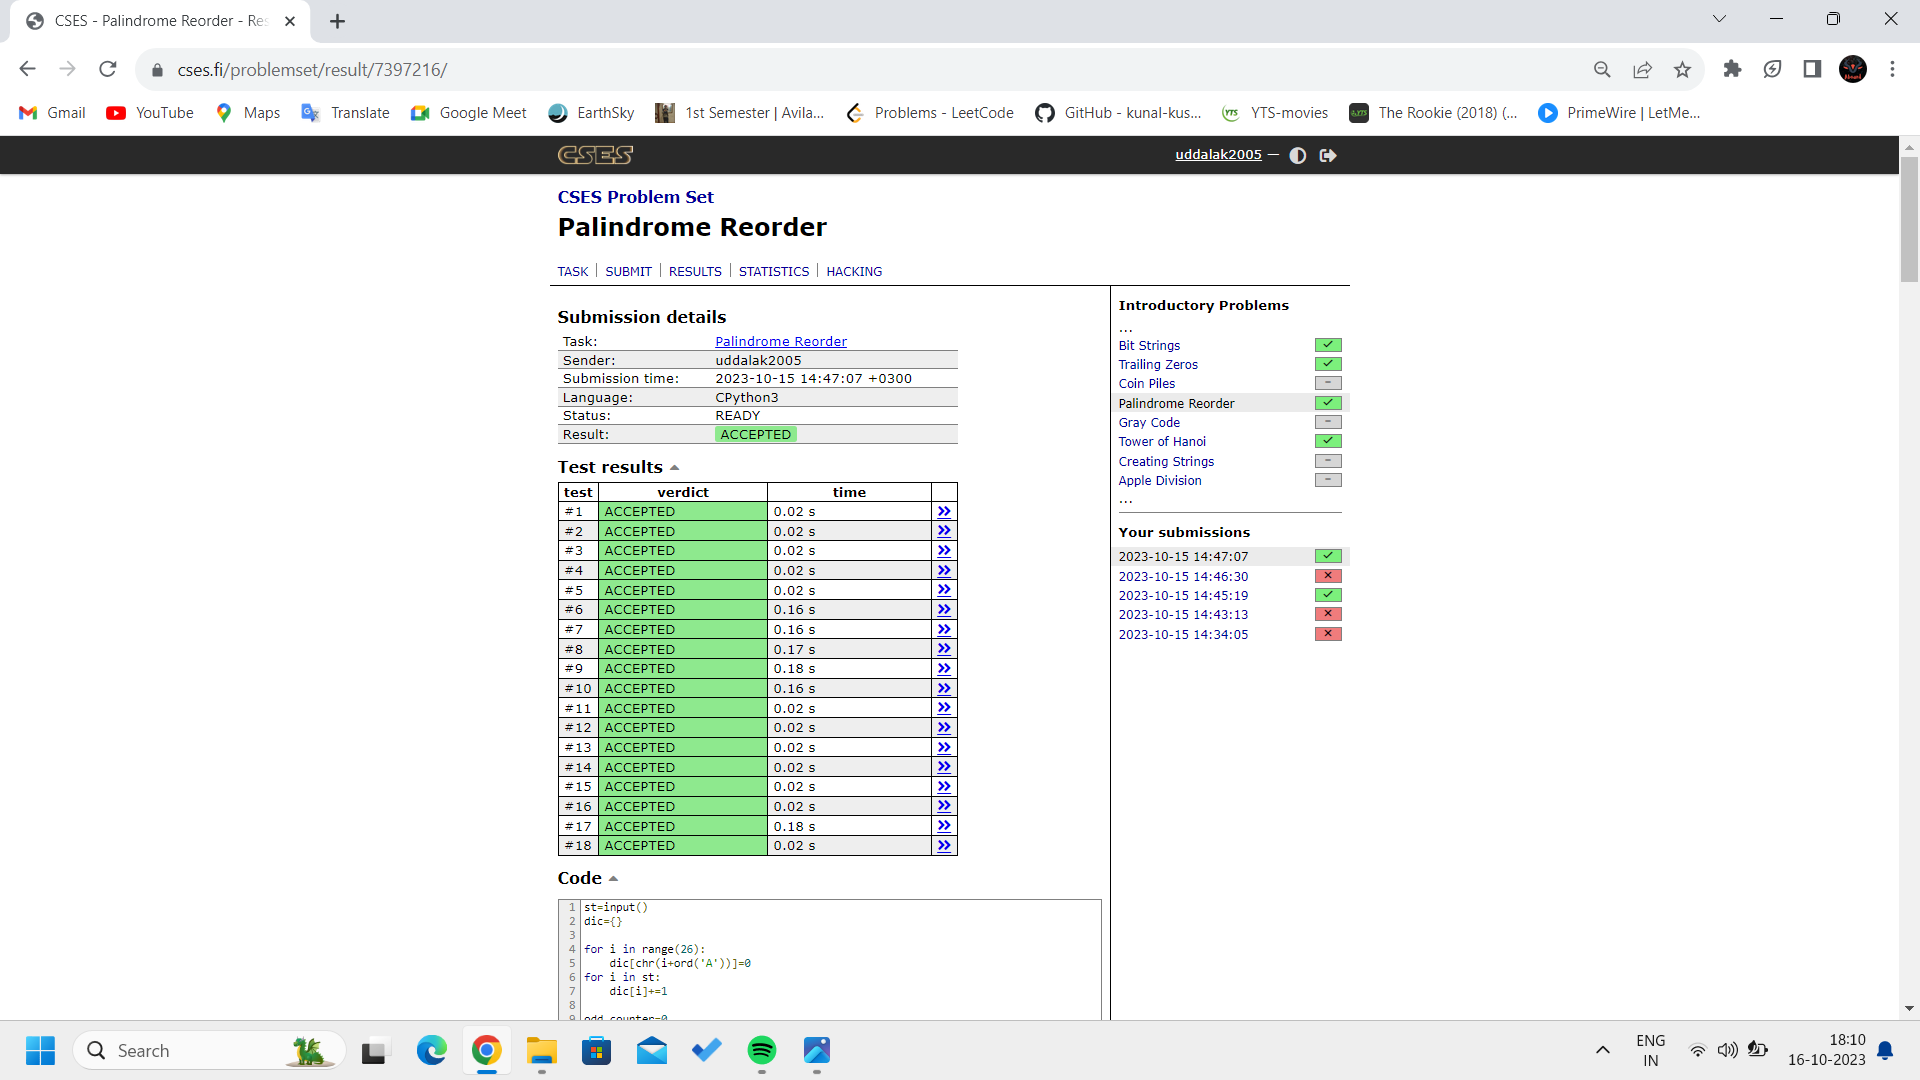 CSES - Palindrome Reorder - Res
cses.fi/problemset/result/7397216/
Gmail YouTube Maps Translate Google Meet EarthSky 1st Semester | Avila... Problems - LeetCode GitHub - kunal-kus... YTS-movies The Rookie (2018) (... PrimeWire | LetMe...
CSES uddalak2005 —
CSES Problem Set
Palindrome Reorder
TASK | SUBMIT | RESULTS | STATISTICS | HACKING
Submission details
Task: Palindrome Reorder
Sender: uddalak2005
Submission time: 2023-10-15 14:47:07 +0300
Language: CPython3
Status: READY
Result: ACCEPTED
Test results
test verdict time
#1 ACCEPTED 0.02 s »
#2 ACCEPTED 0.02 s »
#3 ACCEPTED 0.02 s »
#4 ACCEPTED 0.02 s »
#5 ACCEPTED 0.02 s »
#6 ACCEPTED 0.16 s »
#7 ACCEPTED 0.16 s »
#8 ACCEPTED 0.17 s »
#9 ACCEPTED 0.18 s »
#10 ACCEPTED 0.16 s »
#11 ACCEPTED 0.02 s »
#12 ACCEPTED 0.02 s »
#13 ACCEPTED 0.02 s »
#14 ACCEPTED 0.02 s »
#15 ACCEPTED 0.02 s »
#16 ACCEPTED 0.02 s »
#17 ACCEPTED 0.18 s »
#18 ACCEPTED 0.02 s »
Code
1 st=input()
2 dic={}
3
4 for i in range(26):
5 dic[chr(i+ord('A'))]=0
6 for i in st:
7 dic[i]+=1
8
9 odd_counter=0
Introductory Problems
...
Bit Strings
Trailing Zeros
Coin Piles –
Palindrome Reorder
Gray Code –
Tower of Hanoi
Creating Strings –
Apple Division –
...
Your submissions
2023-10-15 14:47:07
2023-10-15 14:46:30
2023-10-15 14:45:19
2023-10-15 14:43:13
2023-10-15 14:34:05
Search
ENG
IN
18:10
16-10-2023